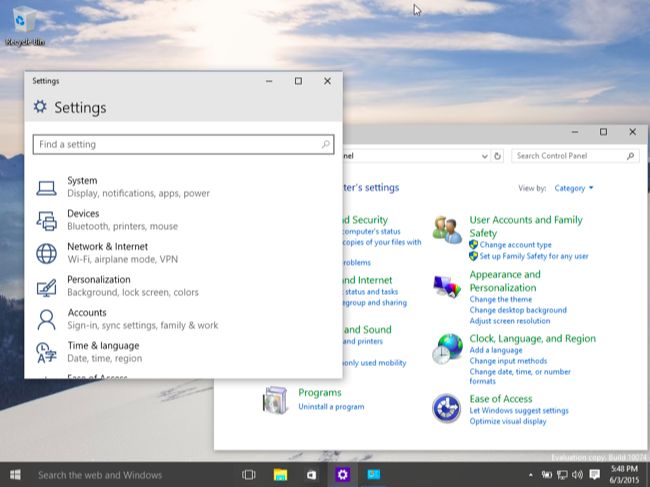 Recycle Bin
Settings
Settings
Find a setting
System
Display, notifications, apps, power
Devices
Bluetooth, printers, mouse
Network & Internet
Wi-Fi, airplane mode, VPN
Personalization
Background, lock screen, colors
Accounts
Sign-in, sync settings, family & work
Time & language
Date, time, region
Ease of Access
nel
Search Control Panel
ter's settings
View by: Category
d Security
computer's status
copies of your files with
roblems
nd Internet
status and tasks
egroup and sharing
and Sound
and printers
only used mobility
Programs
Uninstall a program
User Accounts and Family
Safety
Change account type
Set up Family Safety for any user
Appearance and
Personalization
Change the theme
Change desktop background
Adjust screen resolution
Clock, Language, and Region
Add a language
Change input methods
Change date, time, or number
formats
Ease of Access
Let Windows suggest settings
Optimize visual display
Evaluation copy. Build 10074
Search the web and Windows
5:48 PM
6/3/2015